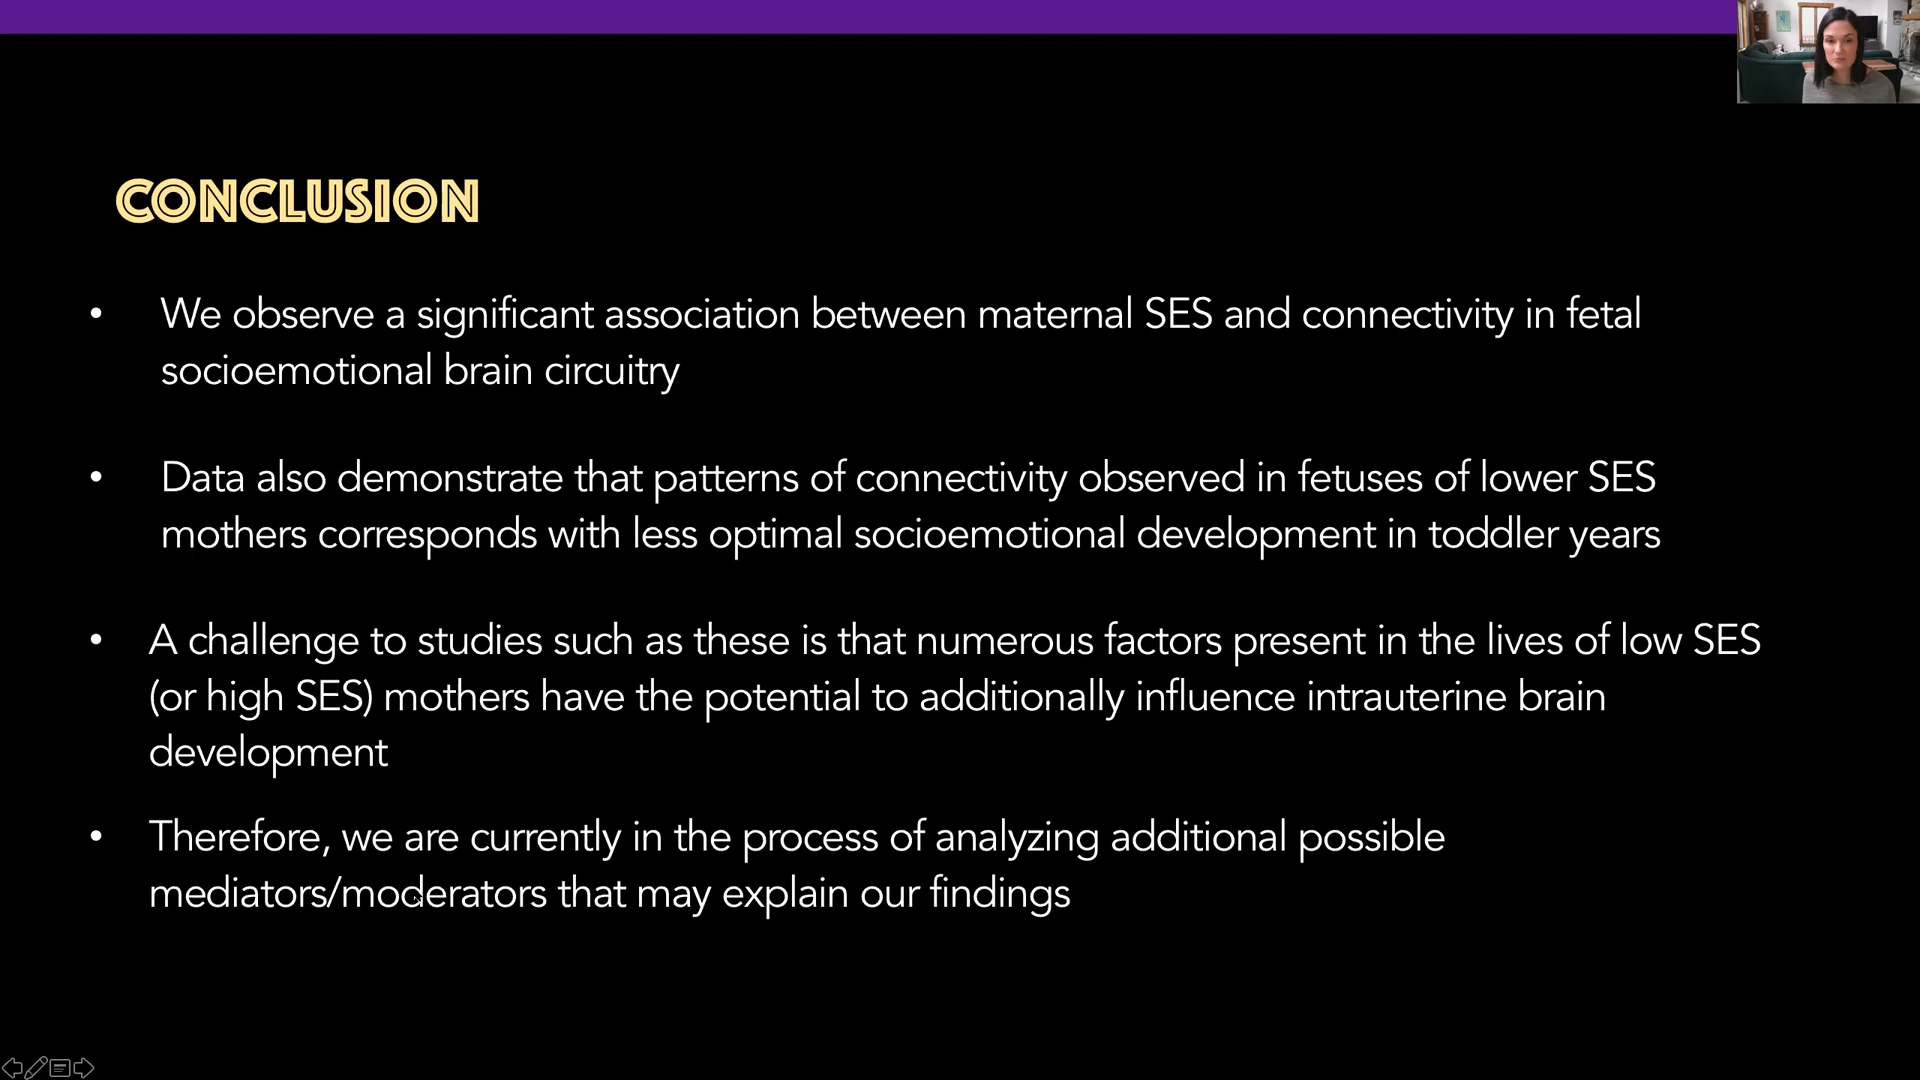 CONCLUSION
• We observe a significant association between maternal SES and connectivity in fetal
socioemotional brain circuitry
• Data also demonstrate that patterns of connectivity observed in fetuses of lower SES
mothers corresponds with less optimal socioemotional development in toddler years
• A challenge to studies such as these is that numerous factors present in the lives of low SES
(or high SES) mothers have the potential to additionally influence intrauterine brain
development
• Therefore, we are currently in the process of analyzing additional possible
mediators/moderators that may explain our findings